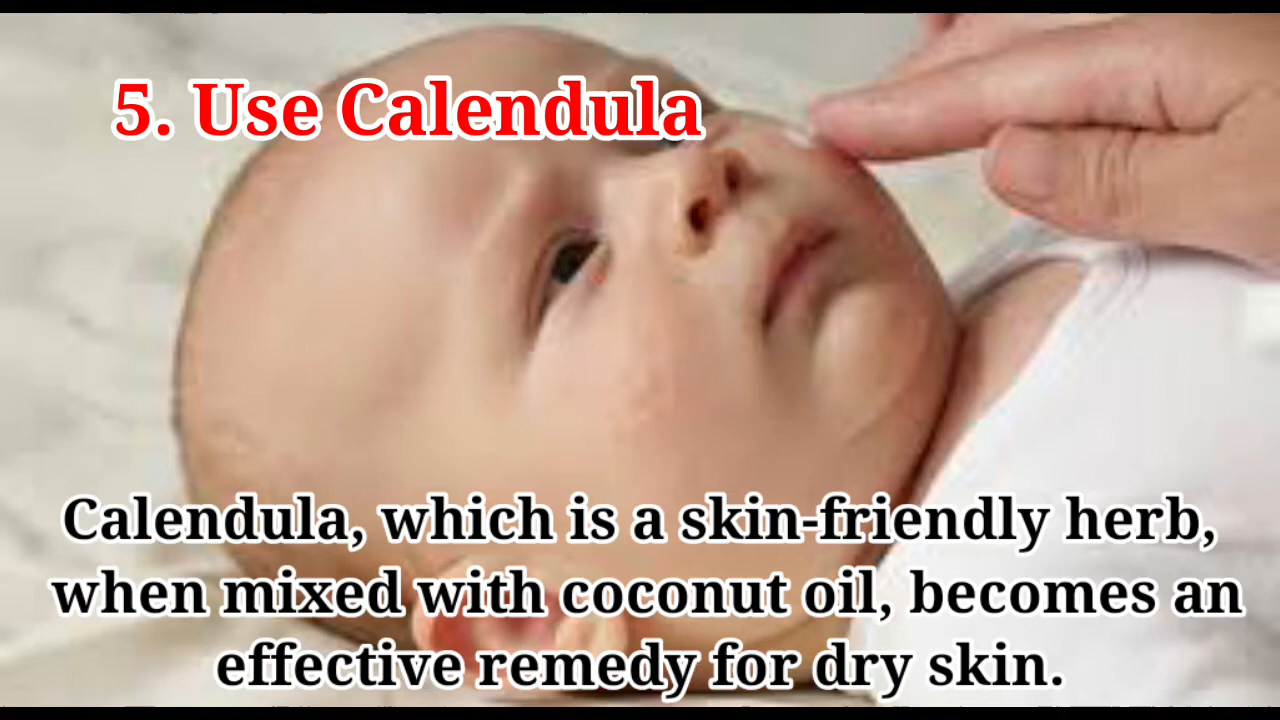 5. Use Calendula
Calendula, which is a skin-friendly herb,
when mixed with coconut oil, becomes an
effective remedy for dry skin.